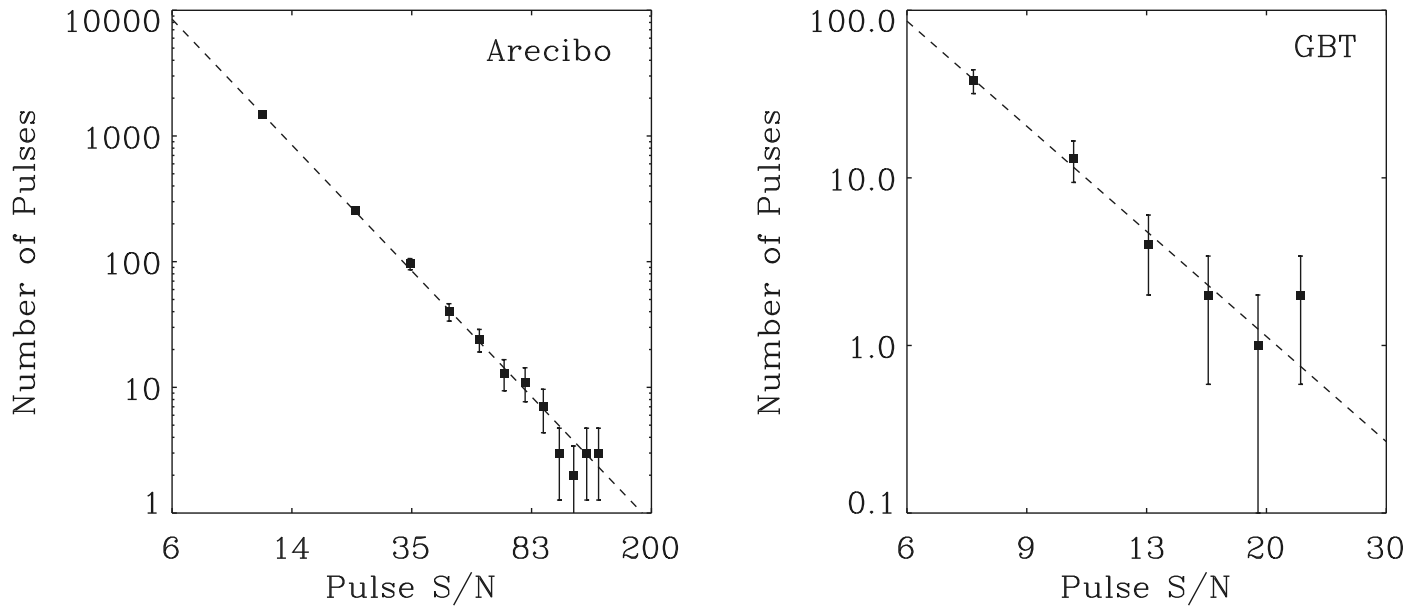 Arecibo
Number of Pulses
10000
1000
100
10
1
6 14 35 83 200
Pulse S/N
GBT
Number of Pulses
100.0
10.0
1.0
0.1
6 9 13 20 30
Pulse S/N